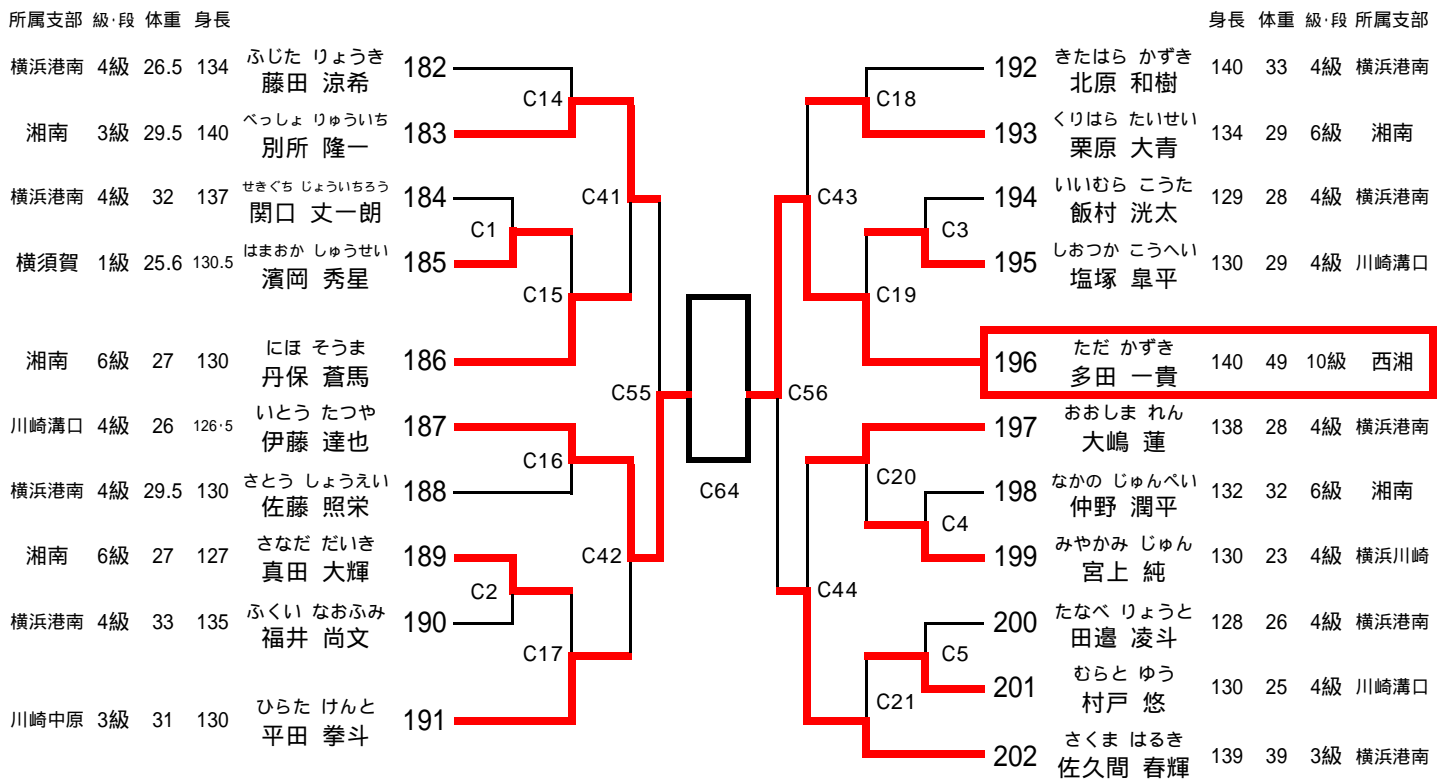 所属支部 級・段 体重 身長
横浜港南 4級 26.5 134 ふじた りょうき 182
藤田 涼希
C14
湘南 3級 29.5 140 べっしょ りゅういち 183
別所 隆一
横浜港南 4級 32 137 せきぐち じょういちろう 184
関口 丈一朗
C41
C1
横須賀 1級 25.6 130.5 はまおか しゅうせい 185
濱岡 秀星
C15
湘南 6級 27 130 にほ そうま 186
丹保 蒼馬
C55
川崎溝口 4級 26 126・5 いとう たつや 187
伊藤 達也
C16
横浜港南 4級 29.5 130 さとう しょうえい 188
佐藤 照栄
湘南 6級 27 127 さなだ だいき 189
真田 大輝
C42
C2
横浜港南 4級 33 135 ふくい なおふみ 190
福井 尚文
C17
川崎中原 3級 31 130 ひらた けんと 191
平田 拳斗
C64
身長 体重 級・段 所属支部
192 きたはら かずき 140 33 4級 横浜港南
北原 和樹
C18
193 くりはら たいせい 134 29 6級 湘南
栗原 大青
C43
194 いいむら こうた 129 28 4級 横浜港南
飯村 洸太
C3
195 しおつか こうへい 130 29 4級 川崎溝口
塩塚 皐平
C19
196 ただ かずき 140 49 10級 西湘
多田 一貴
C56
197 おおしま れん 138 28 4級 横浜港南
大嶋 蓮
C20
198 なかの じゅんぺい 132 32 6級 湘南
仲野 潤平
C4
199 みやかみ じゅん 130 23 4級 横浜川崎
宮上 純
C44
200 たなべ りょうと 128 26 4級 横浜港南
田邉 凌斗
C5
201 むらと ゆう 130 25 4級 川崎溝口
村戸 悠
C21
202 さくま はるき 139 39 3級 横浜港南
佐久間 春輝